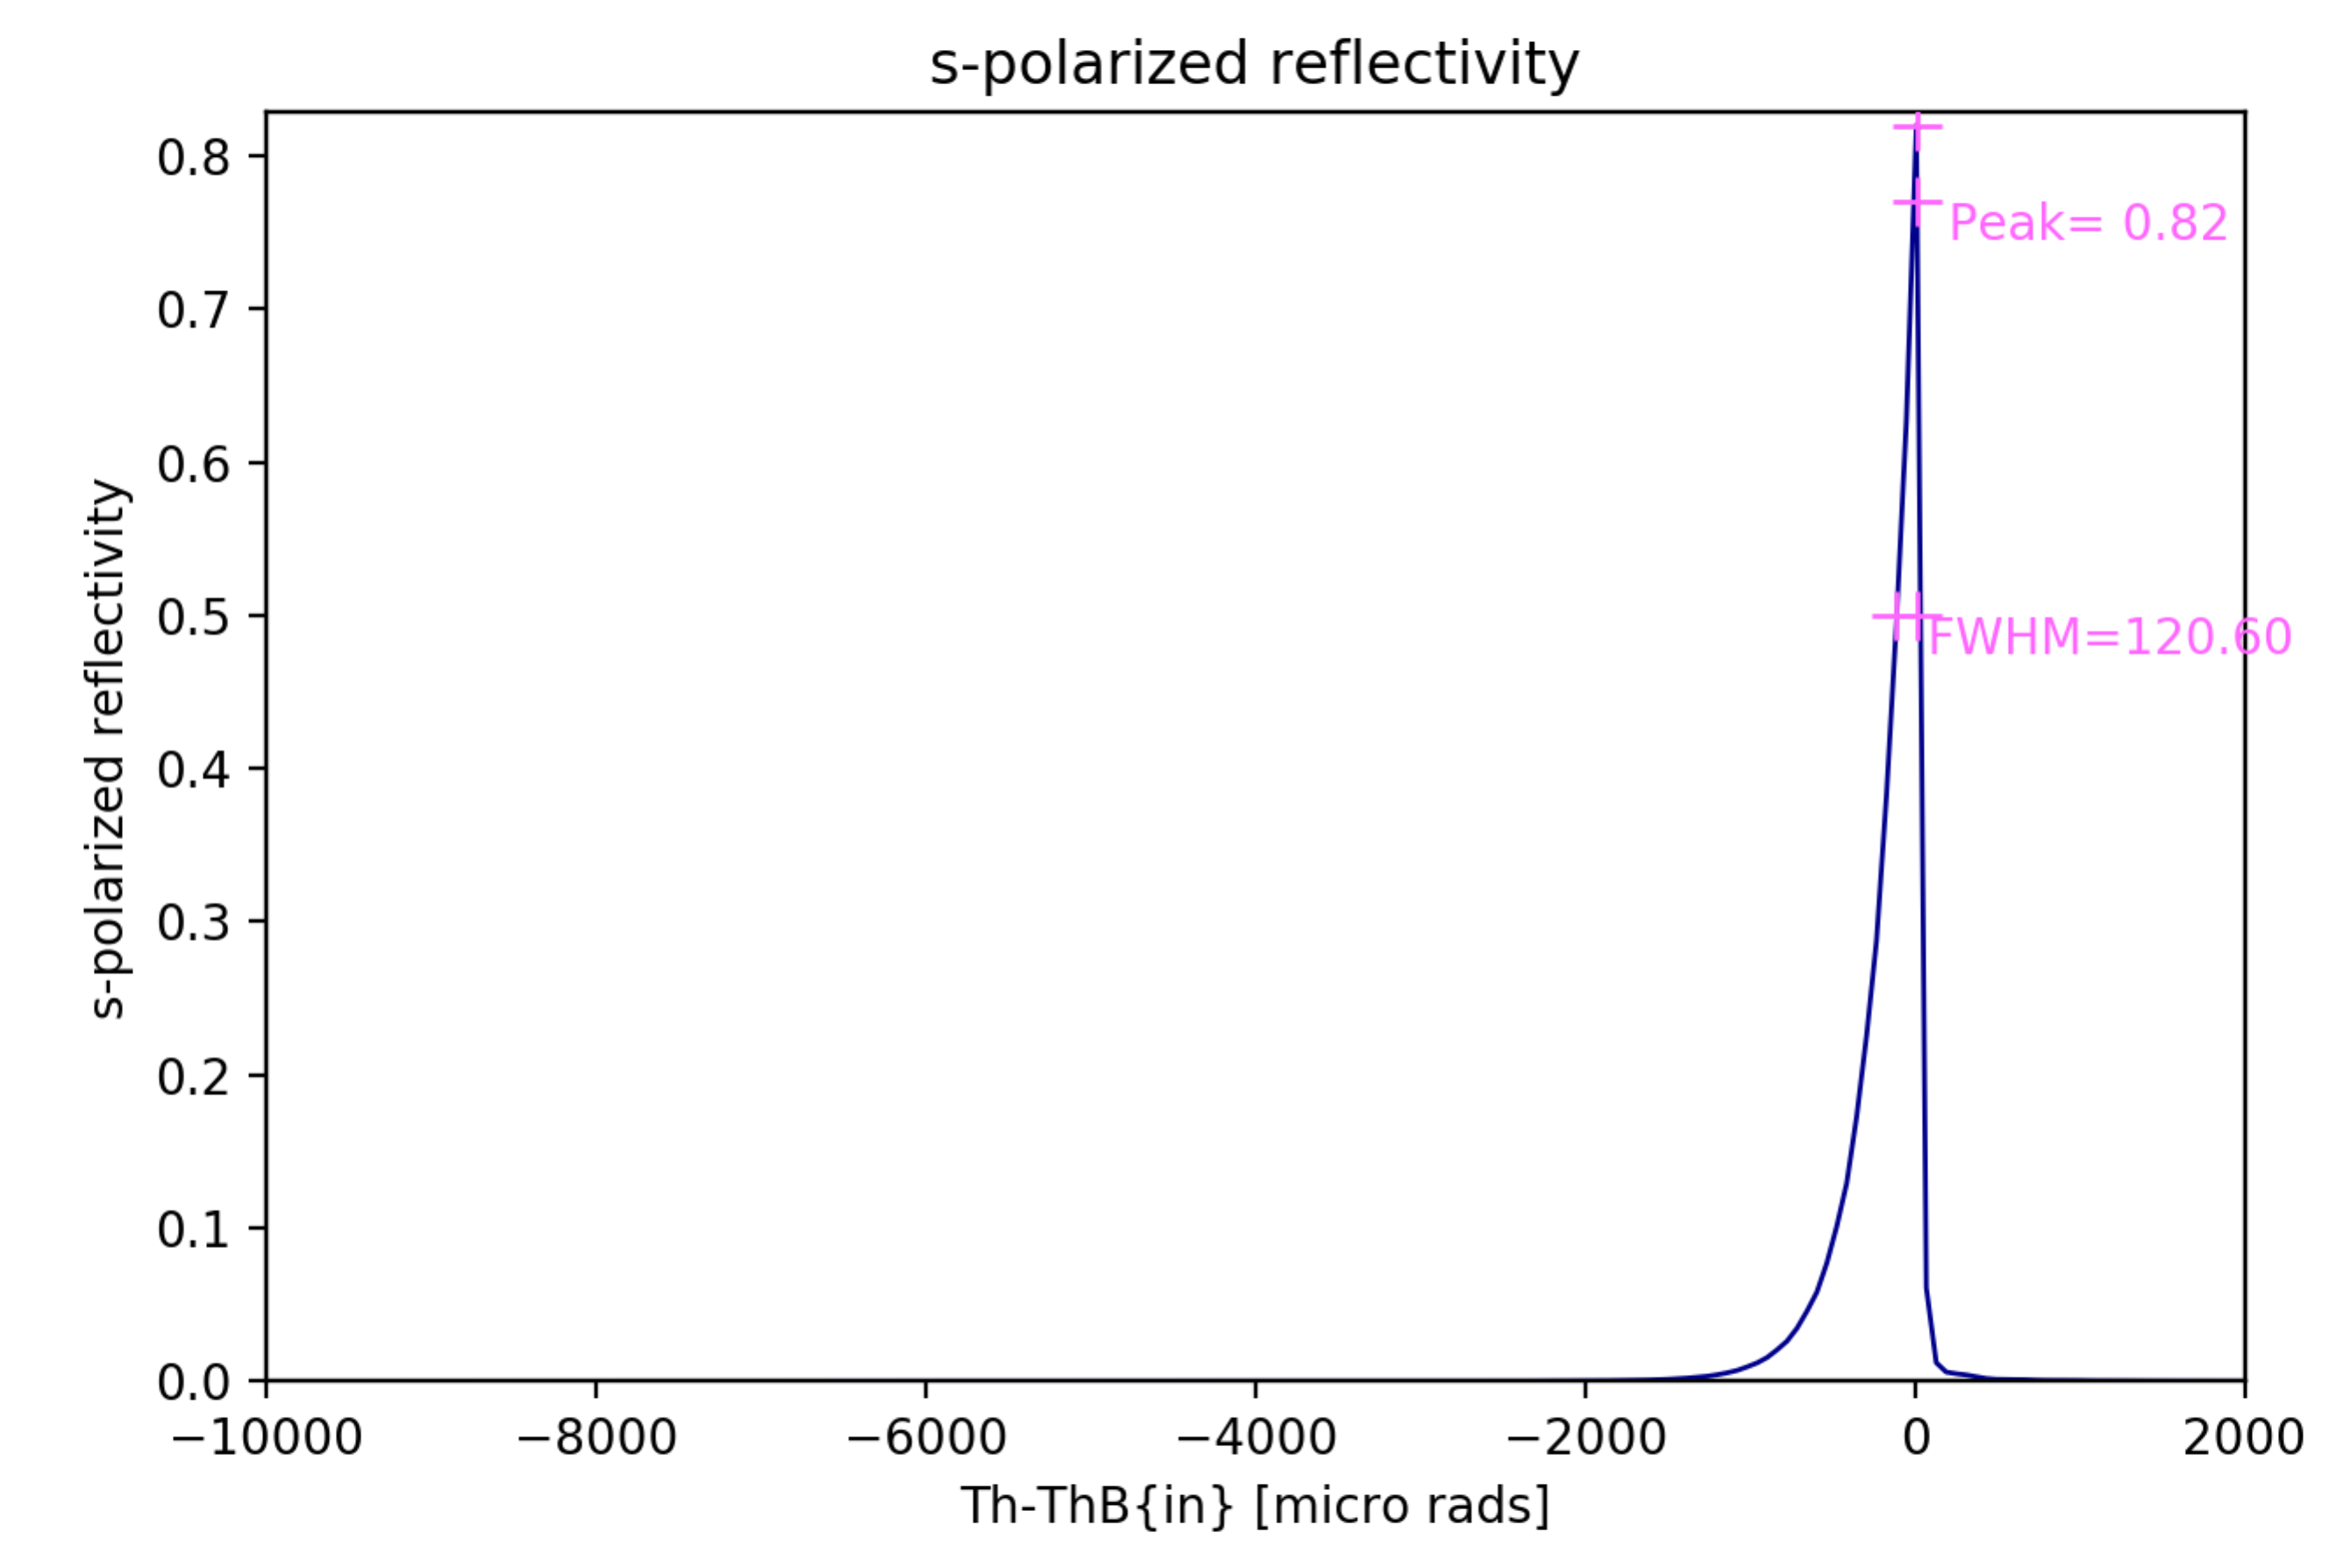 s-polarized reflectivity
0.8
Peak= 0.82
0.7
0.6
0.5
FWHM=120.60
s-polarized reflectivity
0.4
0.3
0.2
0.1
0.0
−10000 −8000 −6000 −4000 −2000 0 2000
Th-ThB{in} [micro rads]